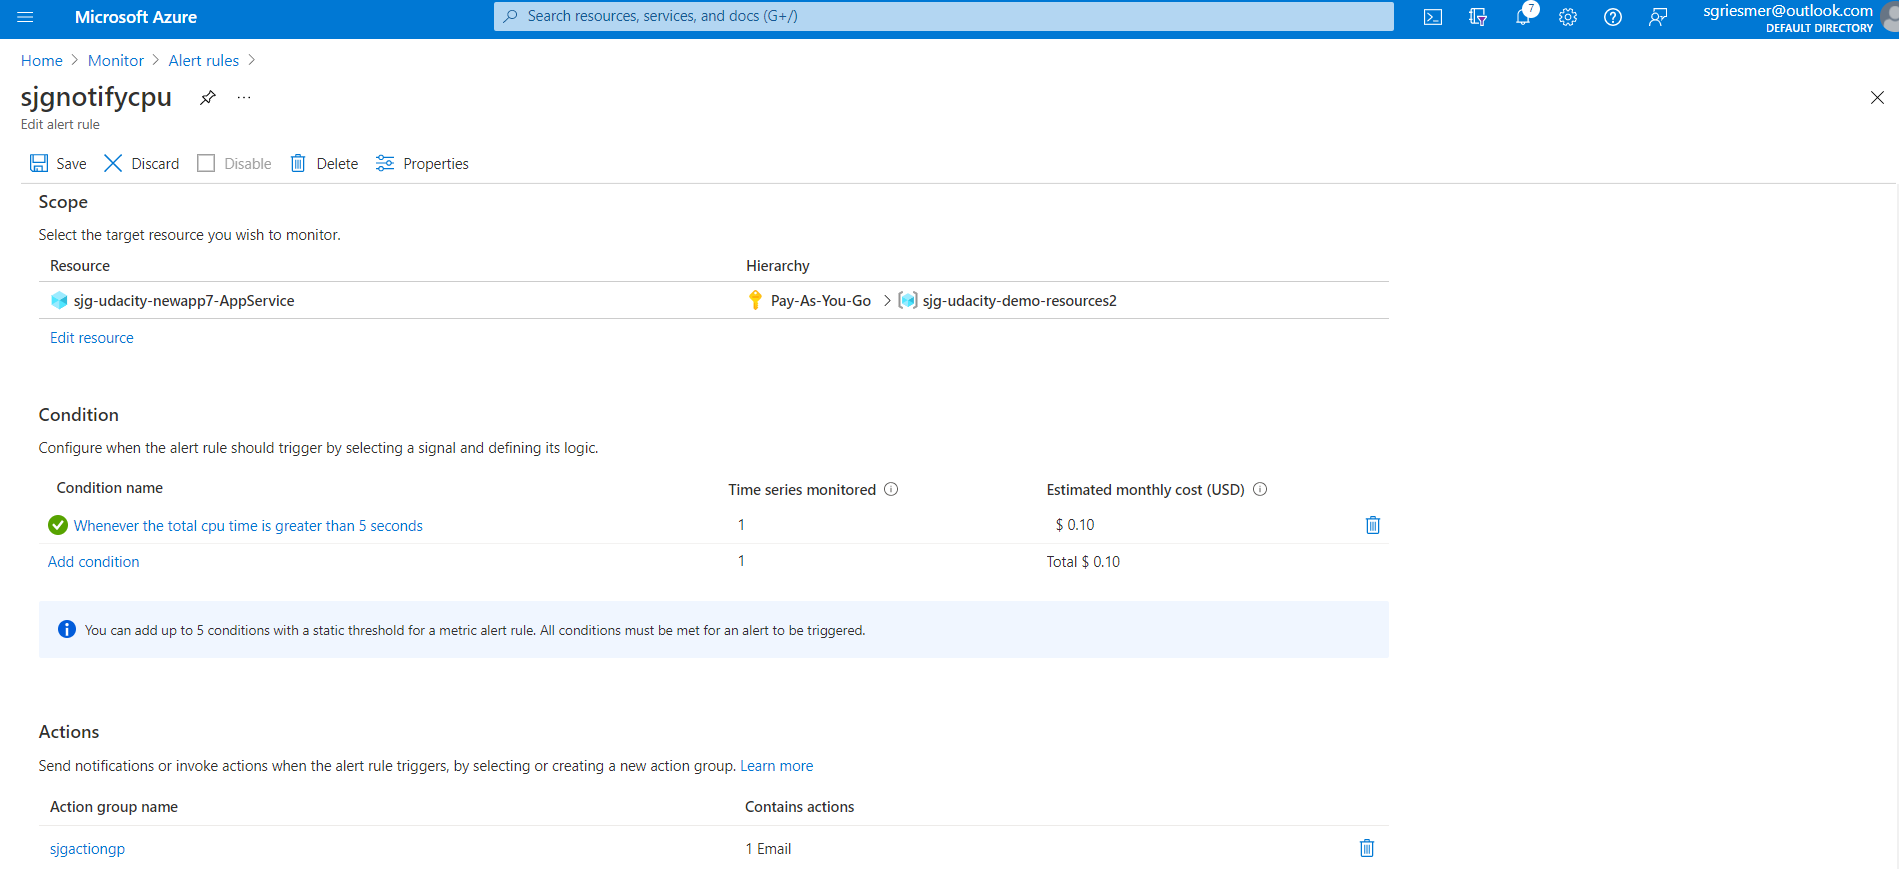 Microsoft Azure
Search resources, services, and docs (G+/)
7
sgriesmer@outlook.com
DEFAULT DIRECTORY
Home > Monitor > Alert rules >
sjgnotifycpu ...
Edit alert rule
Save Discard Disable Delete Properties
Scope
Select the target resource you wish to monitor.
Resource Hierarchy
sjg-udacity-newapp7-AppService Pay-As-You-Go > sjg-udacity-demo-resources2
Edit resource
Condition
Configure when the alert rule should trigger by selecting a signal and defining its logic.
Condition name Time series monitored Estimated monthly cost (USD)
Whenever the total cpu time is greater than 5 seconds 1 $ 0.10
Add condition 1 Total $ 0.10
You can add up to 5 conditions with a static threshold for a metric alert rule. All conditions must be met for an alert to be triggered.
Actions
Send notifications or invoke actions when the alert rule triggers, by selecting or creating a new action group. Learn more
Action group name Contains actions
sjgactiongp 1 Email